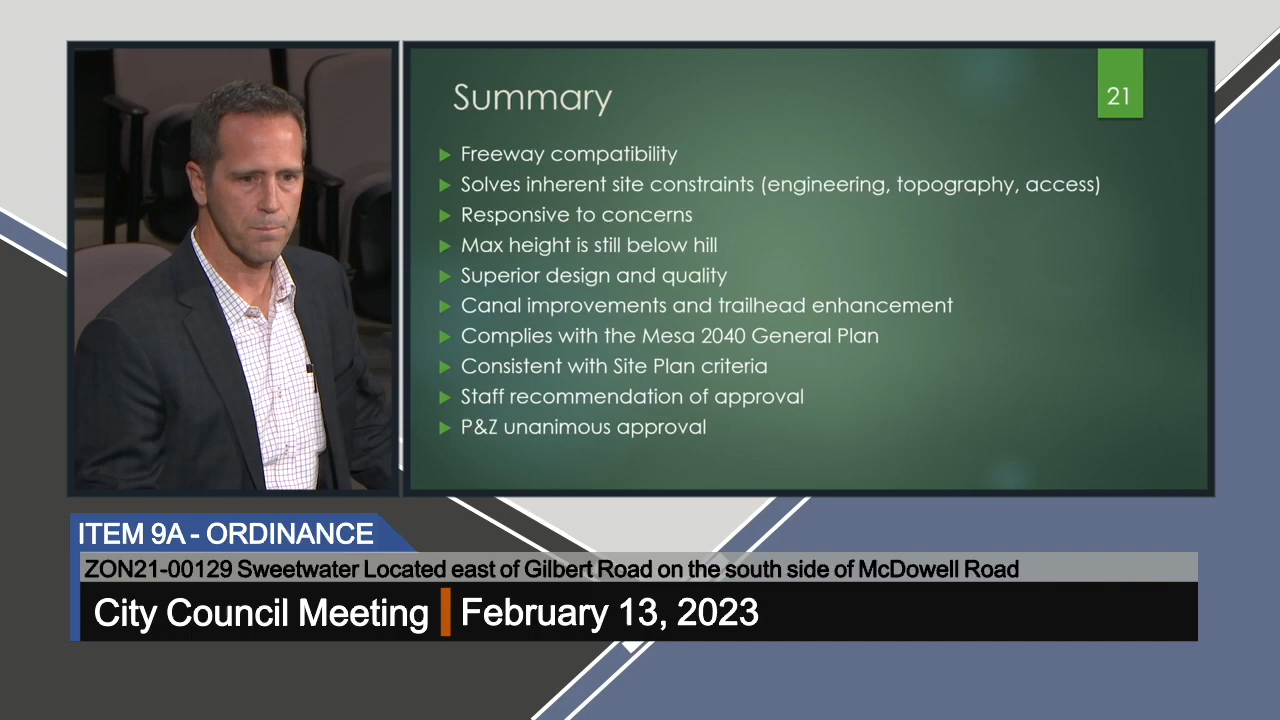 Summary
21
Freeway compatibility
Solves inherent site constraints (engineering, topography, access)
Responsive to concerns
Max height is still below hill
Superior design and quality
Canal improvements and trailhead enhancement
Complies with the Mesa 2040 General Plan
Consistent with Site Plan criteria
Staff recommendation of approval
P&Z unanimous approval
ITEM 9A - ORDINANCE
ZON21-00129 Sweetwater Located east of Gilbert Road on the south side of McDowell Road
City Council Meeting
February 13, 2023